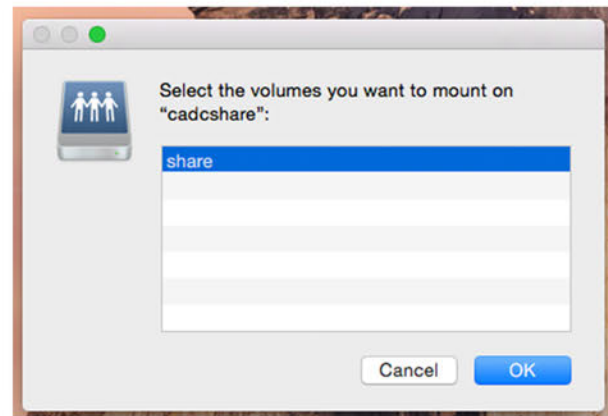 Select the volumes you want to mount on
“cadcshare”:
share
Cancel
OK